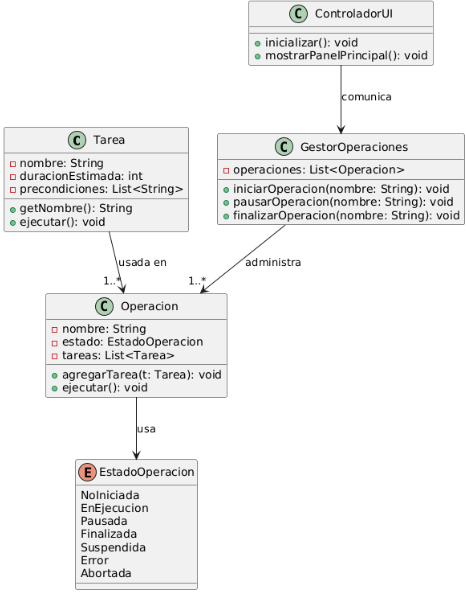 C ControladorUI
inicializar(): void
mostrarPanelPrincipal(): void
comunica
C Tarea
nombre: String
duracionEstimada: int
precondiciones: List<String>
getNombre(): String
ejecutar(): void
C GestorOperaciones
operaciones: List<Operacion>
iniciarOperacion(nombre: String): void
pausarOperacion(nombre: String): void
finalizarOperacion(nombre: String): void
usada en
administra
1..*
1..*
C Operacion
nombre: String
estado: EstadoOperacion
tareas: List<Tarea>
agregarTarea(t: Tarea): void
ejecutar(): void
usa
E EstadoOperacion
NoIniciada
EnEjecucion
Pausada
Finalizada
Suspendida
Error
Abortada